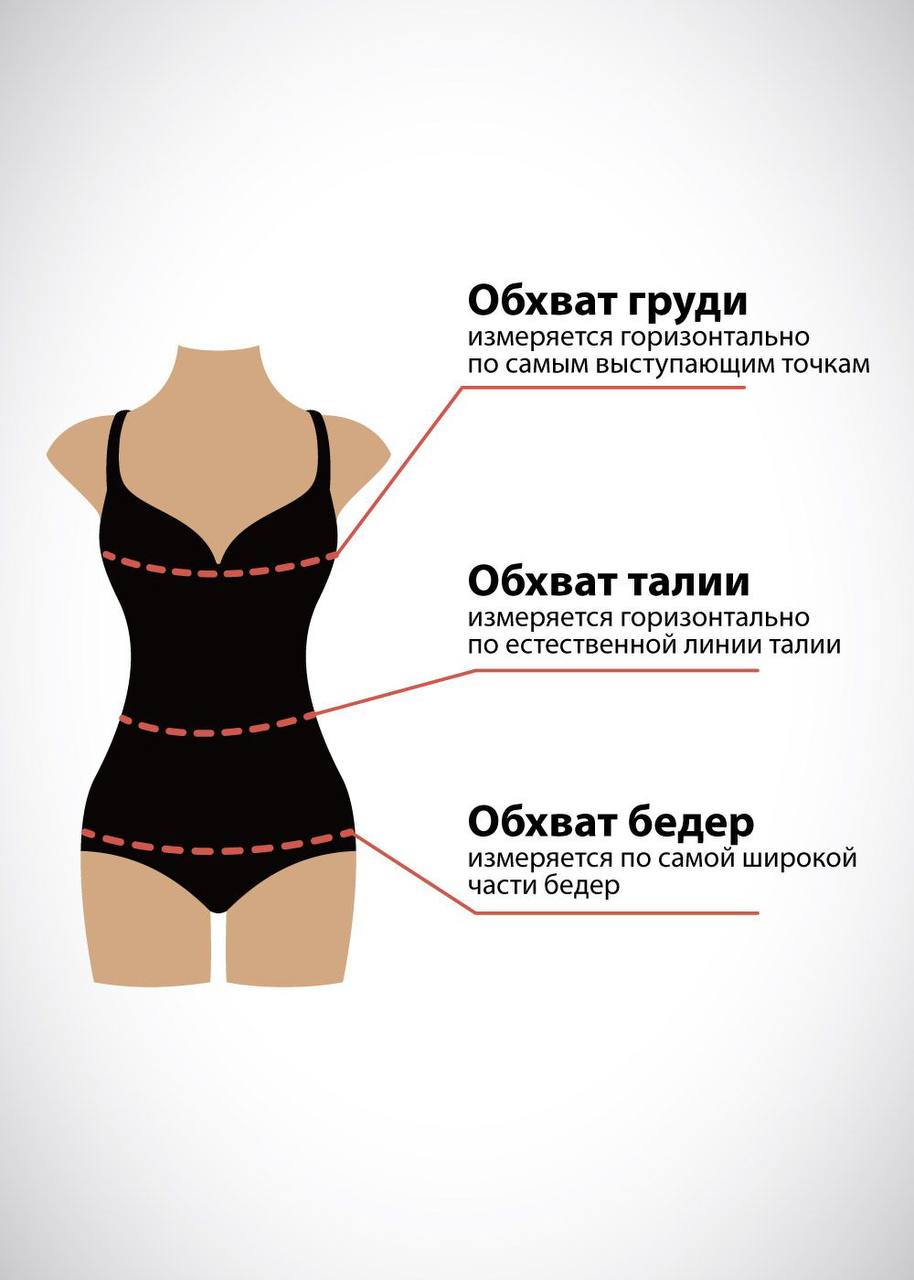 Обхват груди
измеряется горизонтально
по самым выступающим точкам
Обхват талии
измеряется горизонтально
по естественной линии талии
Обхват бедер
измеряется по самой широкой
части бедер